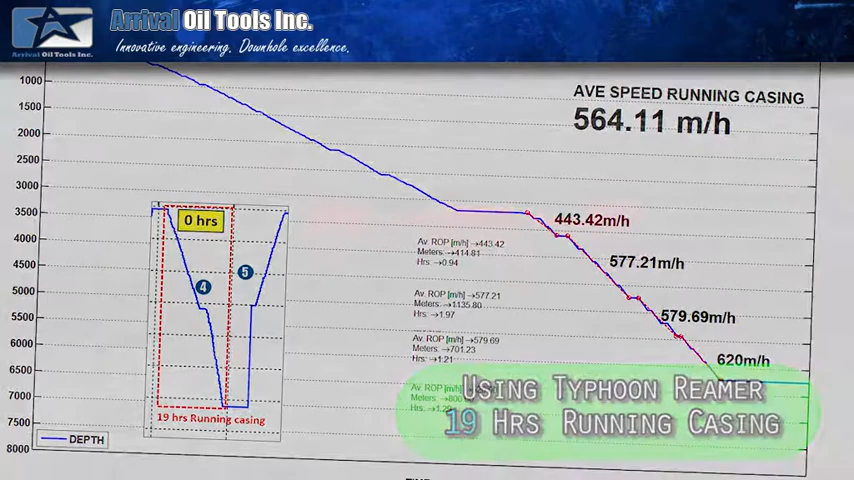 Arrival Oil Tools Inc.
Innovative engineering. Downhole excellence.
Arrival Oil Tools Inc.
AVE SPEED RUNNING CASING
564.11 m/h
1000
1500
2000
2500
3000
3500
4000
4500
5000
5500
6000
6500
7000
7500
8000
0 hrs
4
5
19 hrs Running casing
DEPTH
443.42m/h
577.21m/h
579.69m/h
620m/h
Av. ROP [m/h] →443.42
Meters: →414.81
Hrs: →0.94
Av. ROP [m/h] →577.21
Meters: →1135.80
Hrs: →1.97
Av. ROP [m/h] →579.69
Meters: →701.23
Hrs: →1.21
Av. ROP [m/h]
Using Typhoon Reamer
19 Hrs Running Casing